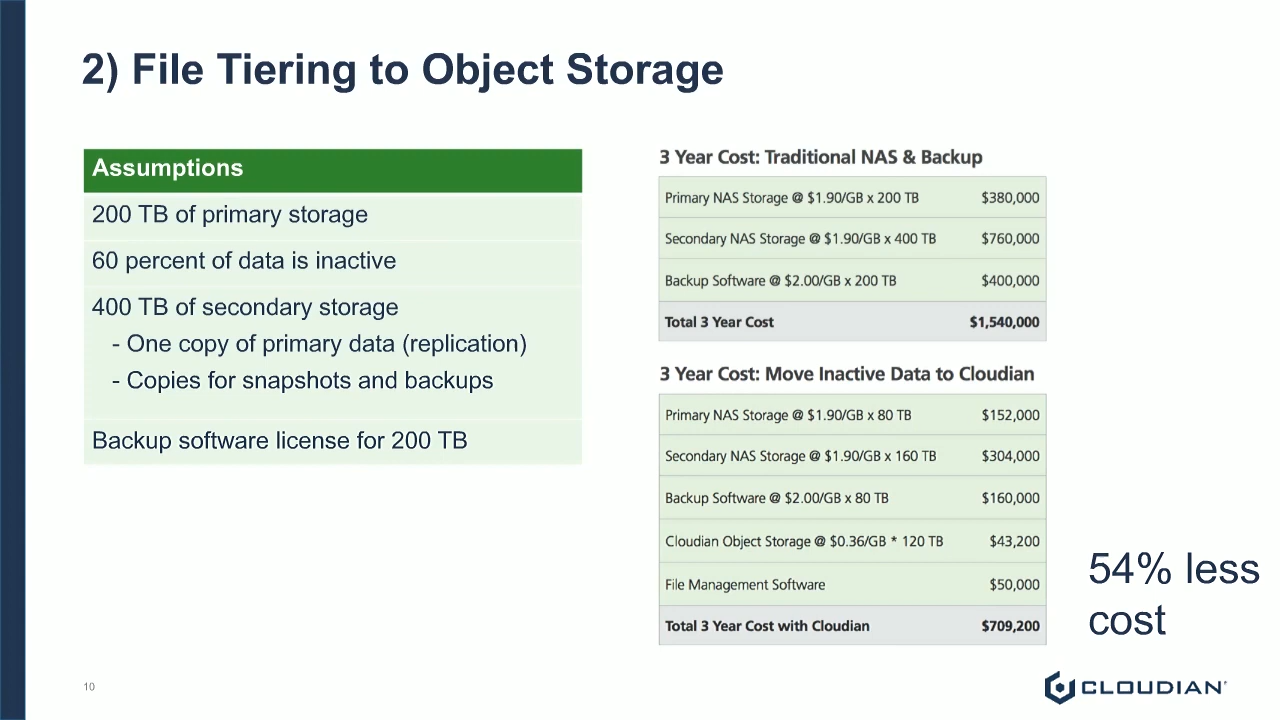 2) File Tiering to Object Storage
Assumptions
200 TB of primary storage
60 percent of data is inactive
400 TB of secondary storage
- One copy of primary data (replication)
- Copies for snapshots and backups
Backup software license for 200 TB
3 Year Cost: Traditional NAS & Backup
Primary NAS Storage @ $1.90/GB x 200 TB $380,000
Secondary NAS Storage @ $1.90/GB x 400 TB $760,000
Backup Software @ $2.00/GB x 200 TB $400,000
Total 3 Year Cost $1,540,000
3 Year Cost: Move Inactive Data to Cloudian
Primary NAS Storage @ $1.90/GB x 80 TB $152,000
Secondary NAS Storage @ $1.90/GB x 160 TB $304,000
Backup Software @ $2.00/GB x 80 TB $160,000
Cloudian Object Storage @ $0.36/GB * 120 TB $43,200
File Management Software $50,000
Total 3 Year Cost with Cloudian $709,200
54% less
cost
10
CLOUDIAN